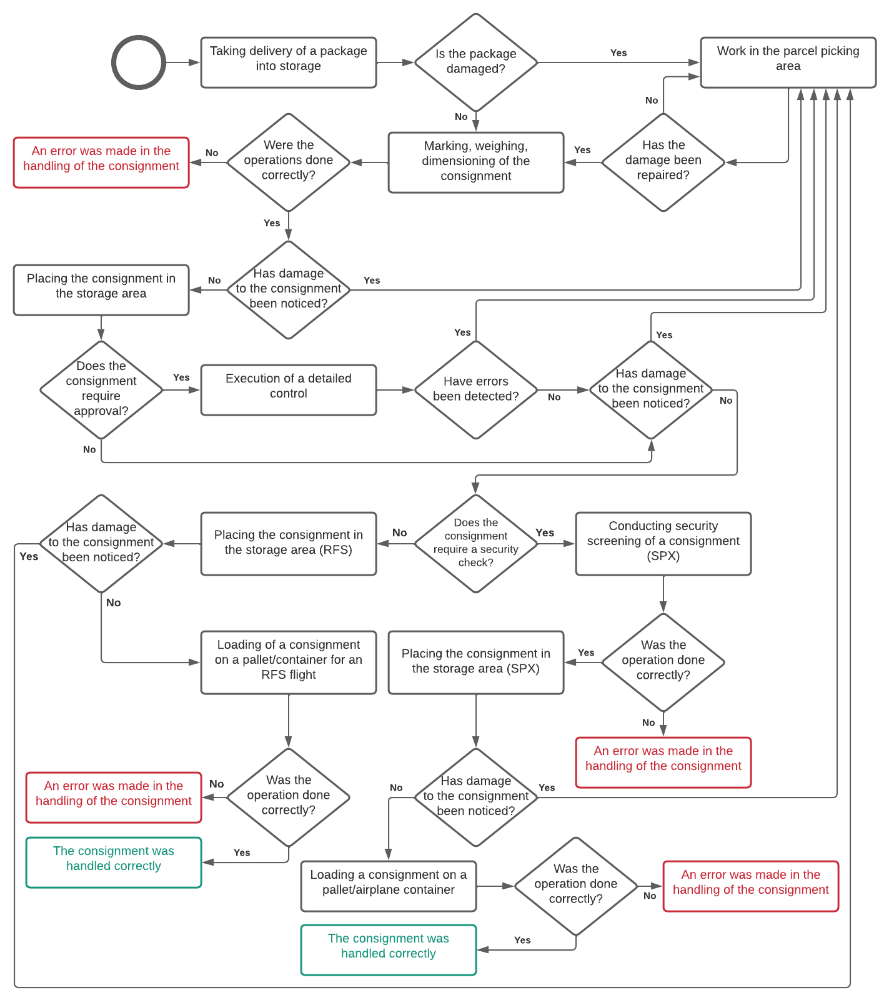 Taking delivery of a package
into storage
Is the package
damaged?
Yes
Work in the parcel picking
area
No
No
An error was made in the
handling of the consignment
No
Were the
operations done
correctly?
Marking, weighing,
dimensioning of the
consignment
Yes
Has the
damage been
repaired?
Yes
Placing the consignment in
the storage area
No
Has damage
to the consignment
been noticed?
Yes
Does the
consignment
require
approval?
Yes
Execution of a detailed
control
Yes
Have errors
been detected?
No
Yes
Has damage
to the consignment
been noticed?
No
No
Has damage
to the consignment
been noticed?
Yes
Placing the consignment in
the storage area (RFS)
No
Does the
consignment
require a security
check?
Yes
Conducting security
screening of a consignment
(SPX)
No
Loading of a consignment
on a pallet/container for an
RFS flight
Placing the consignment in
the storage area (SPX)
Yes
Was the
operation done
correctly?
No
An error was made in the
handling of the consignment
An error was made in the
handling of the consignment
No
Was the
operation done
correctly?
No
Has damage
to the consignment
been noticed?
Yes
The consignment was
handled correctly
Yes
Loading a consignment on a
pallet/airplane container
Was the
operation done
correctly?
No
An error was made in the
handling of the consignment
The consignment was
handled correctly
Yes